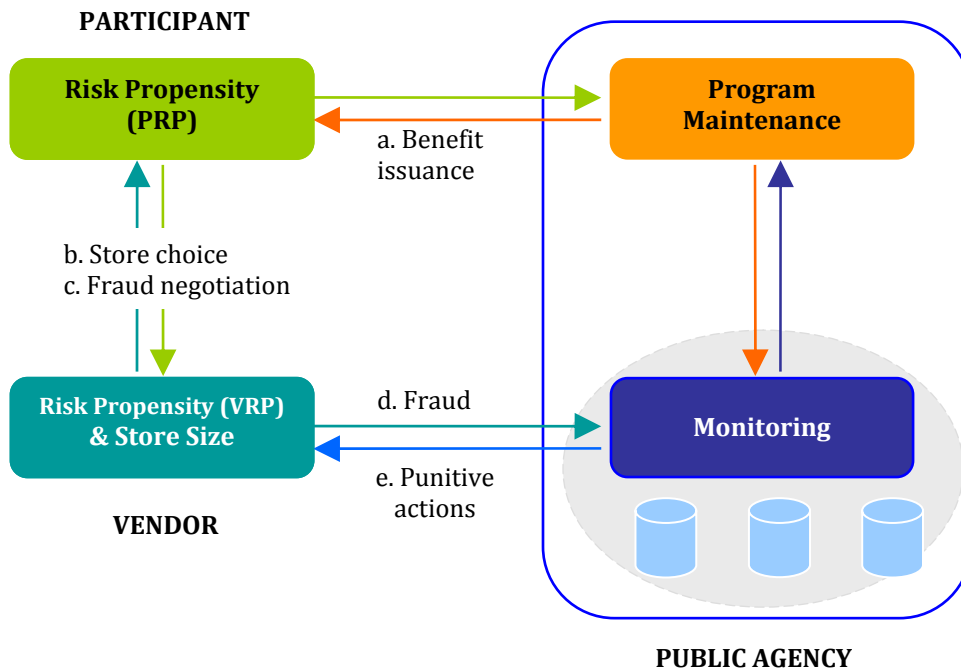 PARTICIPANT
Risk Propensity
(PRP)
Program
Maintenance
a. Benefit
issuance
b. Store choice
c. Fraud negotiation
Risk Propensity (VRP)
& Store Size
d. Fraud
Monitoring
e. Punitive
actions
VENDOR
PUBLIC AGENCY